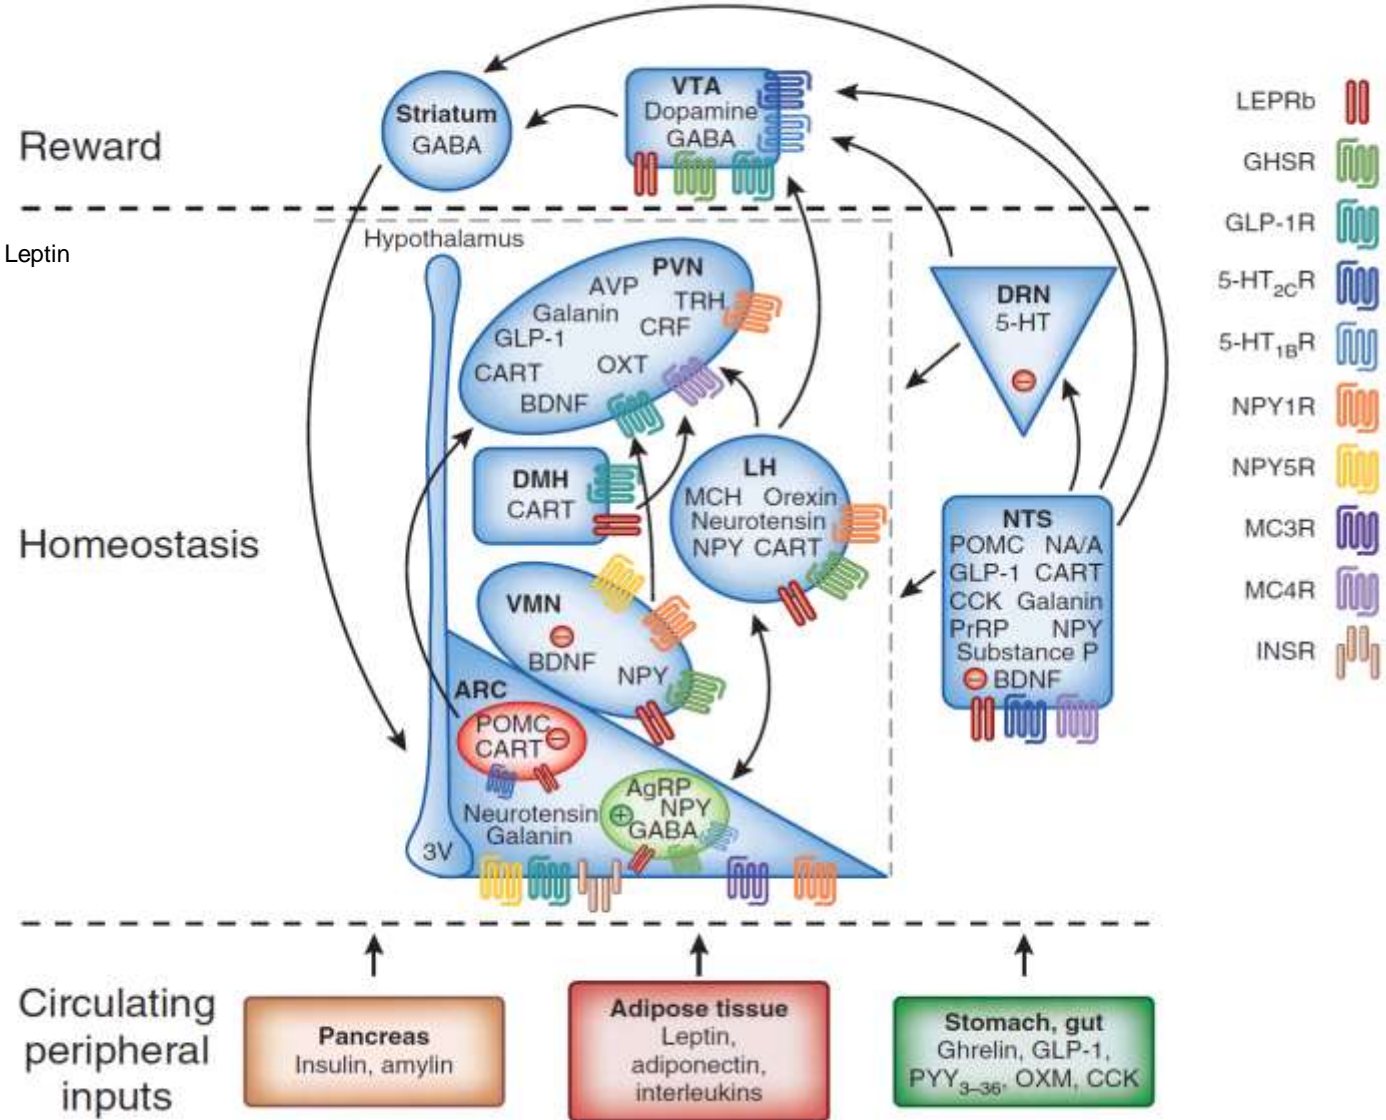 Reward
Striatum
GABA
VTA
Dopamine
GABA
LEPRb
GHSR
GLP-1R
5-HT2CR
5-HT1BR
NPY1R
NPY5R
MC3R
MC4R
INSR
Leptin
Hypothalamus
PVN
AVP
TRH
Galanin
CRF
GLP-1
OXT
CART
BDNF
DRN
5-HT
⊖
Homeostasis
DMH
CART
LH
MCH Orexin
Neurotensin
NPY CART
NTS
POMC NA/A
GLP-1 CART
CCK Galanin
PrRP NPY
Substance P
⊖ BDNF
VMN
⊖
BDNF
NPY
ARC
POMC
CART ⊖
Neurotensin
Galanin
AgRP
⊕ NPY
GABA
3V
Circulating
peripheral
inputs
Pancreas
Insulin, amylin
Adipose tissue
Leptin,
adiponectin,
interleukins
Stomach, gut
Ghrelin, GLP-1,
PYY3–36, OXM, CCK